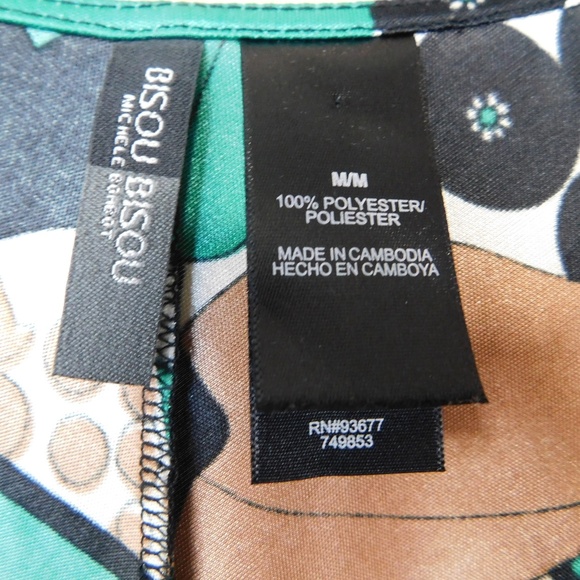 BISOU BISOU
MICHELE BOHBOT
M/M
100% POLYESTER/
POLIESTER
MADE IN CAMBODIA
HECHO EN CAMBOYA
RN#93677
749853